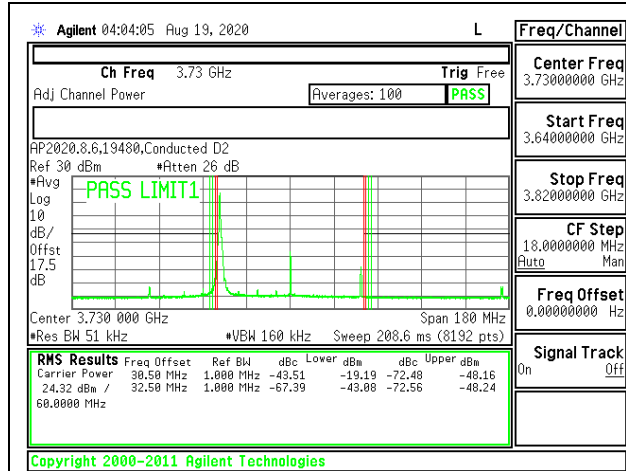 Agilent 04:04:05 Aug 19, 2020 L
Freq/Channel
Ch Freq 3.73 GHz Trig Free
Adj Channel Power Averages: 100 PASS
AP2020.8.6,19480,Conducted D2
Ref 30 dBm #Atten 26 dB
#Avg
Log
10
dB/
Offst
17.5
dB
PASS LIMIT1
Center 3.730 000 GHz Span 180 MHz
#Res BW 51 kHz #VBW 160 kHz Sweep 208.6 ms (8192 pts)
RMS Results Freq Offset Ref BW dBc Lower dBm dBc Upper dBm
Carrier Power 30.50 MHz 1.000 MHz -43.51 -19.19 -72.48 -48.16
24.32 dBm / 32.50 MHz 1.000 MHz -67.39 -43.08 -72.56 -48.24
60.0000 MHz
Center Freq
3.73000000 GHz
Start Freq
3.64000000 GHz
Stop Freq
3.82000000 GHz
CF Step
18.0000000 MHz
Auto Man
Freq Offset
0.00000000 Hz
Signal Track
On Off
Copyright 2000-2011 Agilent Technologies